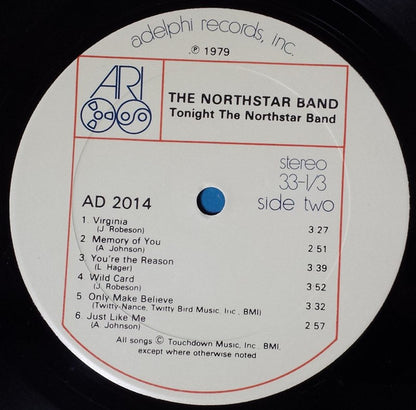 adelphi records, inc.
℗ 1979
ARI
THE NORTHSTAR BAND
Tonight The Northstar Band
stereo
33-1/3
side two
AD 2014
1 Virginia 3 27
(J Robeson)
2 Memory of You 2 51
(A Johnson)
3 You're the Reason 3 39
(L Hager)
4 Wild Card 3 52
(J. Robeson)
5 Only Make Believe 3 32
(Twitty-Nance, Twitty Bird Music, Inc., BMI)
6. Just Like Me 2 57
(A. Johnson)
All songs © Touchdown Music, Inc., BMI.
except where otherwise noted